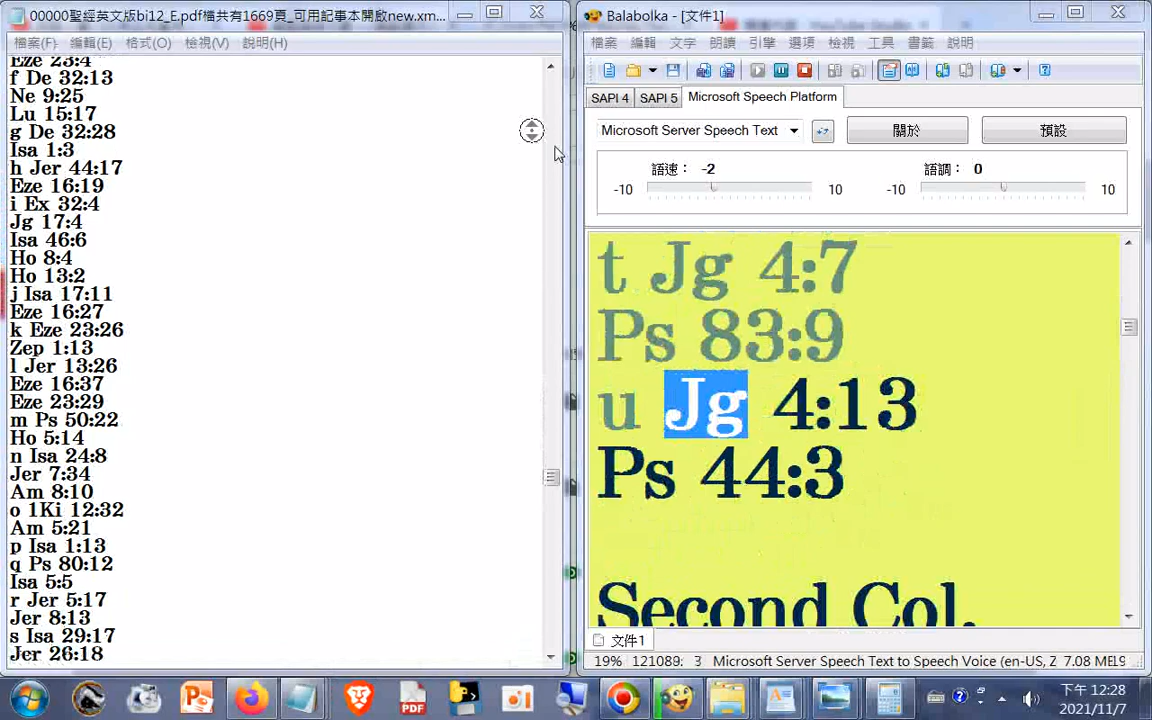 00000聖經英文版bi12_E.pdf檔共有1669頁_可用記事本開啟new.xm...
檔案(F) 編輯(E) 格式(O) 檢視(V) 說明(H)
Eze 23:4
f De 32:13
Ne 9:25
Lu 15:17
g De 32:28
Isa 1:3
h Jer 44:17
Eze 16:19
i Ex 32:4
Jg 17:4
Isa 46:6
Ho 8:4
Ho 13:2
j Isa 17:11
Eze 16:27
k Eze 23:26
Zep 1:13
l Jer 13:26
Eze 16:37
Eze 23:29
m Ps 50:22
Ho 5:14
n Isa 24:8
Jer 7:34
Am 8:10
o 1Ki 12:32
Am 5:21
p Isa 1:13
q Ps 80:12
Isa 5:5
r Jer 5:17
Jer 8:13
s Isa 29:17
Jer 26:18
Balabolka - [文件1]
檔案 編輯 文字 朗讀 引擎 選項 檢視 工具 書籤 說明
SAPI 4 SAPI 5 Microsoft Speech Platform
Microsoft Server Speech Text 關於 預設
語速： -2 語調： 0
-10 10 -10 10
t Jg 4:7
Ps 83:9
u Jg 4:13
Ps 44:3
Second Col.
文件1
19% 121089: 3 Microsoft Server Speech Text to Speech Voice (en-US, Z 7.08 ME
PDF
下午 12:28
2021/11/7